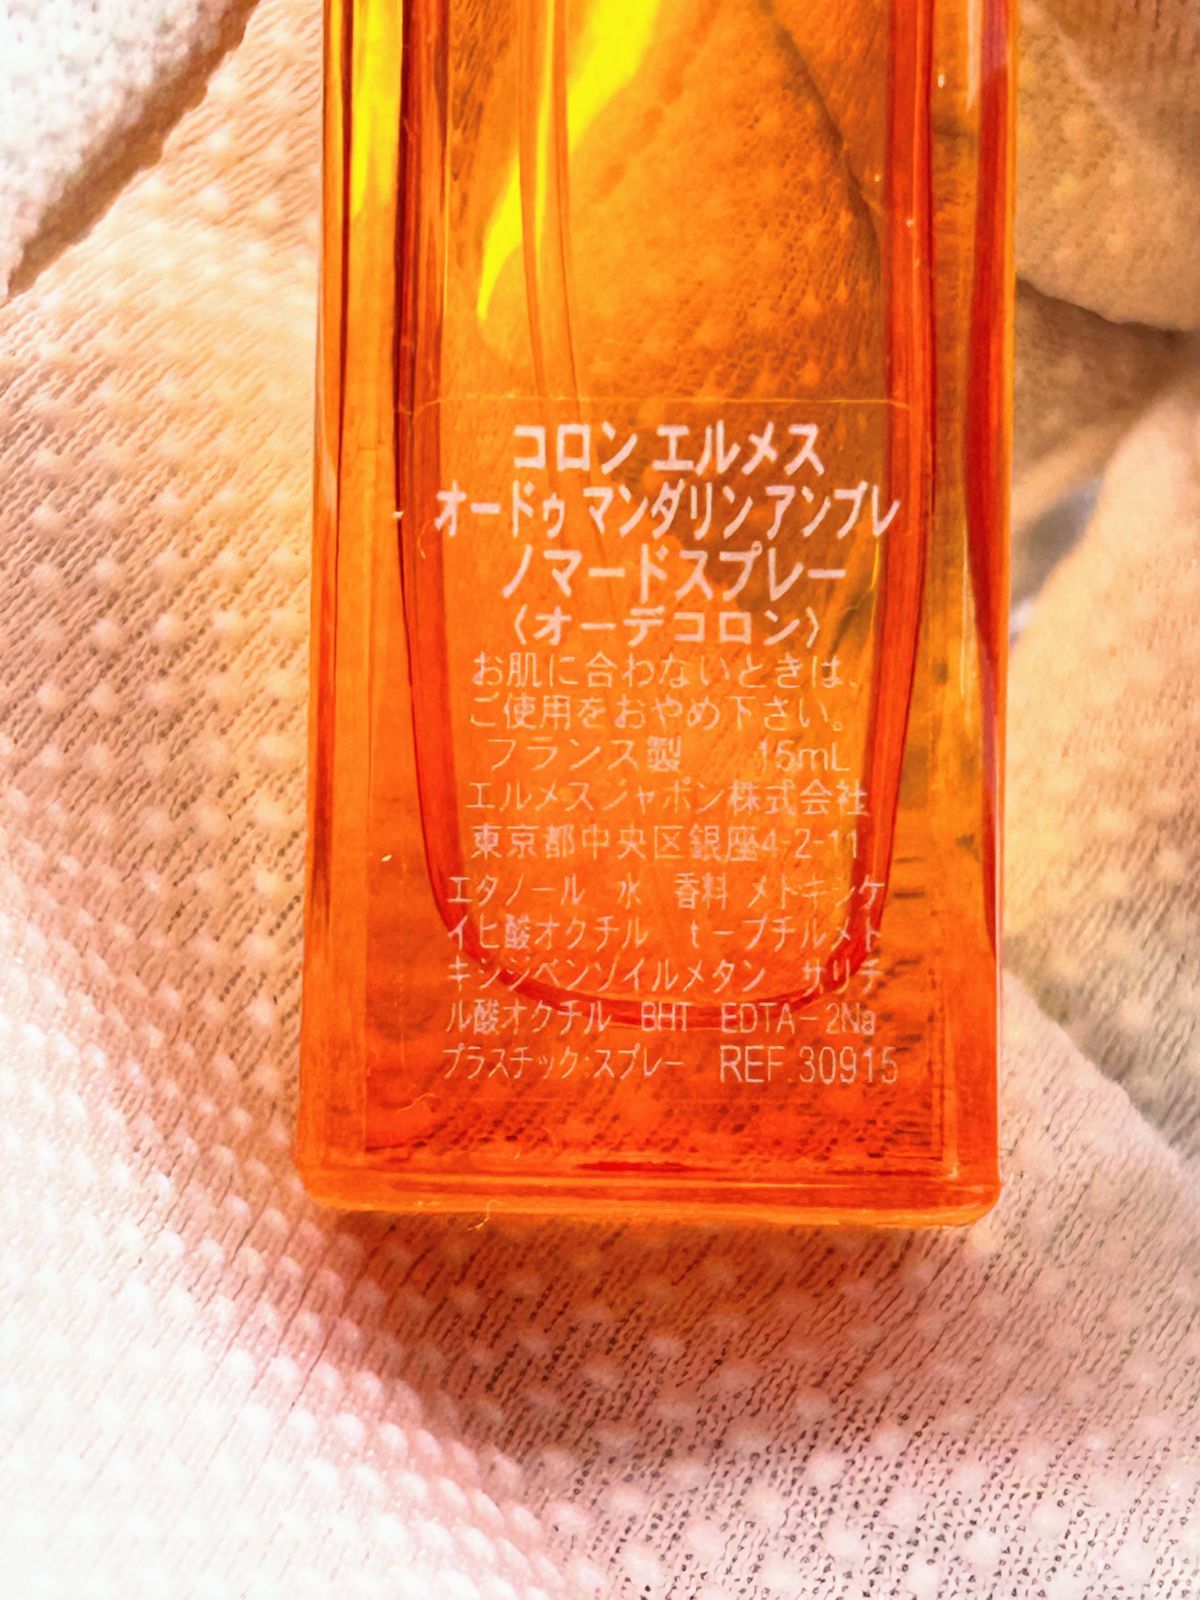 コロン エルメス
オードゥ マンダリン アンブレ
ノマードスプレー
〈オーデコロン〉
お肌に合わないときは、
ご使用をおやめ下さい。
フランス製 15mL
エルメスジャポン株式会社
東京都中央区銀座4-2-11
エタノール 水 香料 メトキシケ
イヒ酸オクチル t－ブチルメト
キシジベンゾイルメタン サリチ
ル酸オクチル BHT EDTA－2Na
プラスチック・スプレー REF.30915